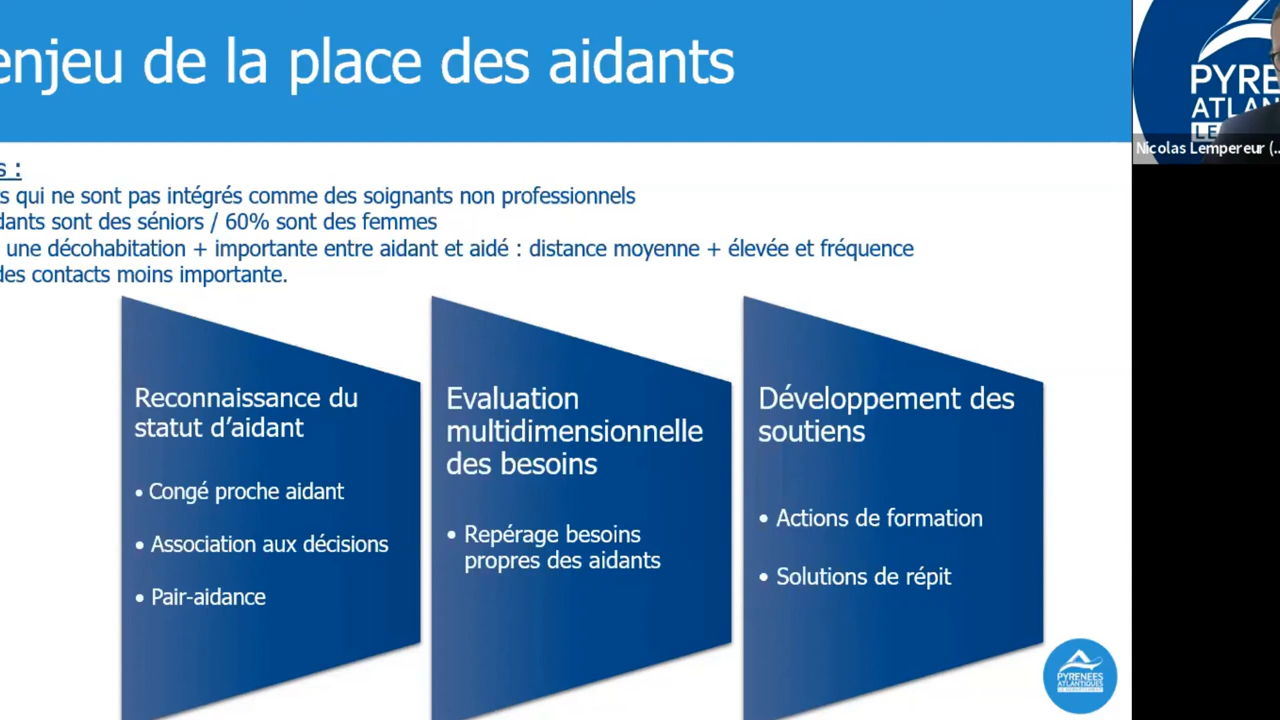 enjeu de la place des aidants
s :
s qui ne sont pas intégrés comme des soignants non professionnels
dants sont des séniors / 60% sont des femmes
une décohabitation + importante entre aidant et aidé : distance moyenne + élevée et fréquence
des contacts moins importante.
Reconnaissance du
statut d’aidant
• Congé proche aidant
• Association aux décisions
• Pair-aidance
Evaluation
multidimensionnelle
des besoins
• Repérage besoins
propres des aidants
Développement des
soutiens
• Actions de formation
• Solutions de répit
PYRE
ATLAN
LE
Nicolas Lempereur (...
PYRENEES
ATLANTIQUES
LE DEPARTEMENT